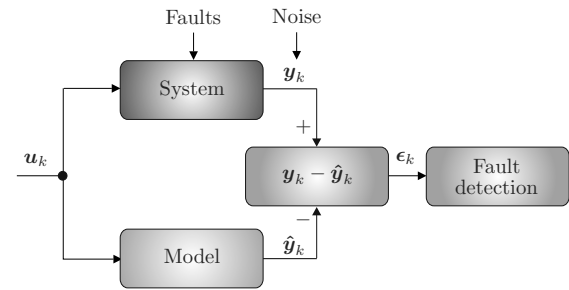 Faults Noise
System
y_k
+
u_k
y_k − ŷ_k
ϵ_k
Fault
detection
−
Model
ŷ_k